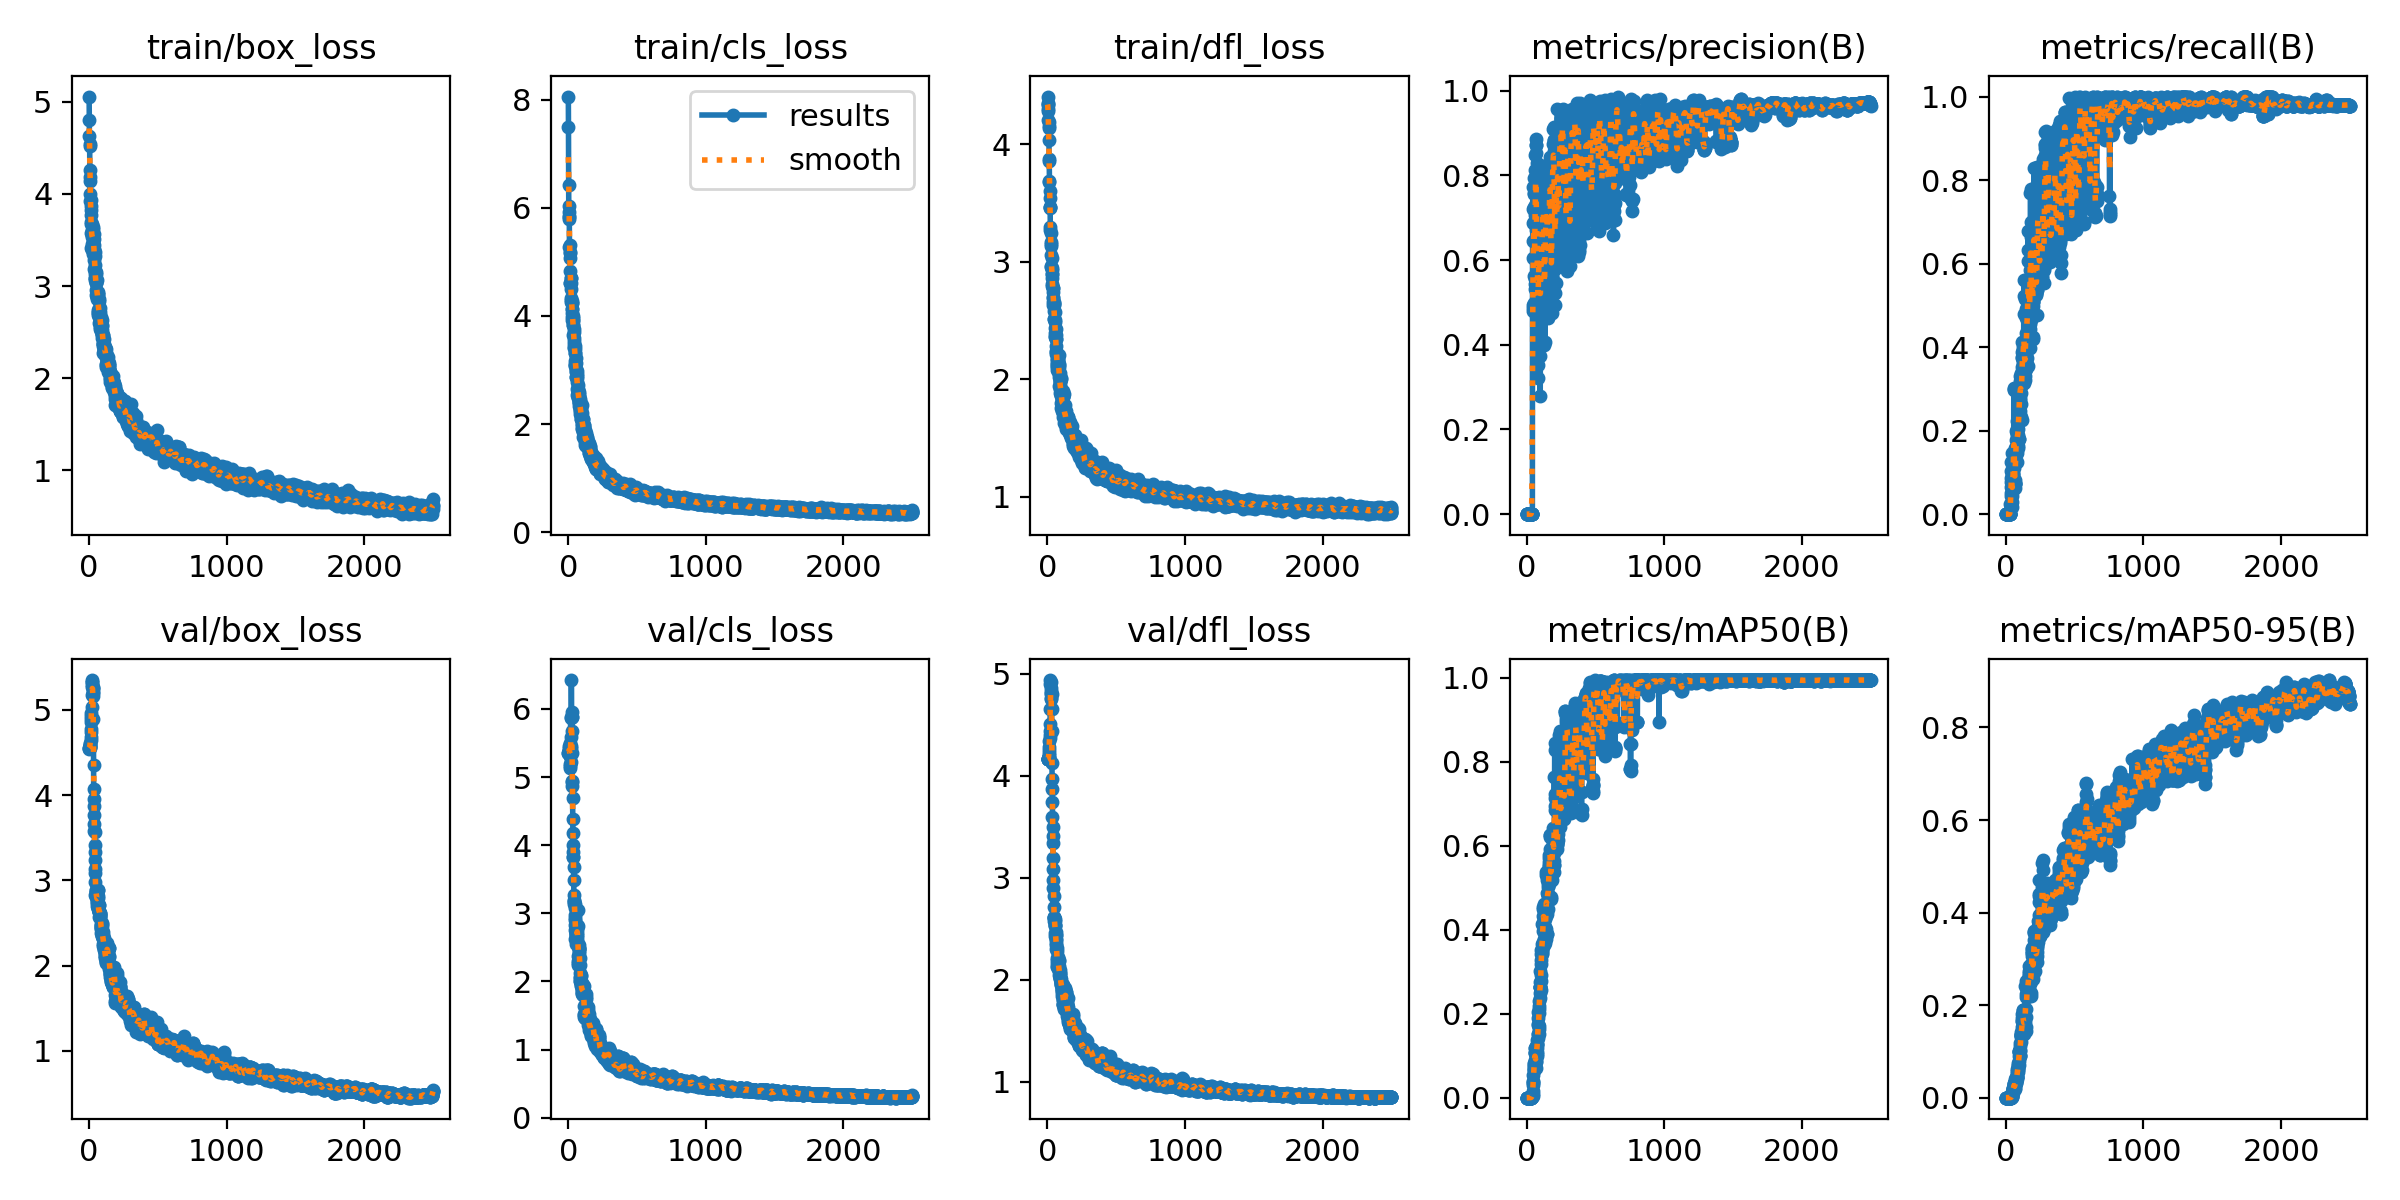 train/box_loss
5
4
3
2
1
0 1000 2000
train/cls_loss
8
6
4
2
0
results
smooth
0 1000 2000
train/dfl_loss
4
3
2
1
0 1000 2000
metrics/precision(B)
1.0
0.8
0.6
0.4
0.2
0.0
0 1000 2000
metrics/recall(B)
1.0
0.8
0.6
0.4
0.2
0.0
0 1000 2000
val/box_loss
5
4
3
2
1
0 1000 2000
val/cls_loss
6
5
4
3
2
1
0
0 1000 2000
val/dfl_loss
5
4
3
2
1
0 1000 2000
metrics/mAP50(B)
1.0
0.8
0.6
0.4
0.2
0.0
0 1000 2000
metrics/mAP50-95(B)
0.8
0.6
0.4
0.2
0.0
0 1000 2000